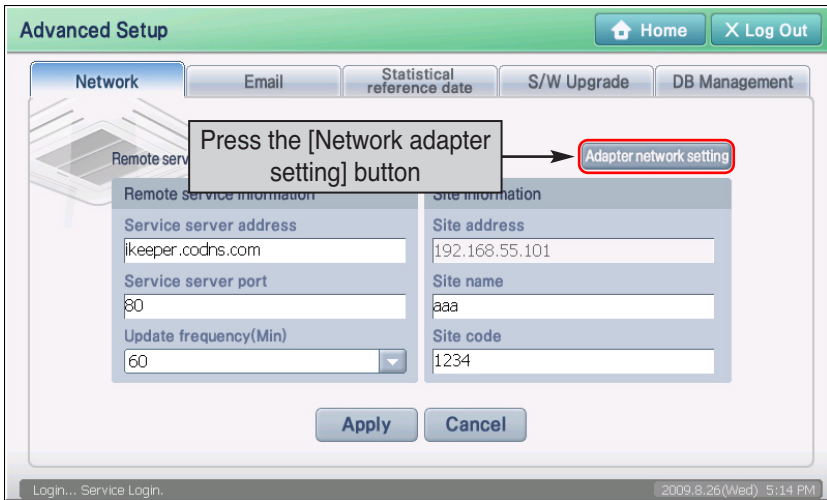 Advanced Setup
Home
X Log Out
Network
Email
Statistical
reference date
S/W Upgrade
DB Management
Press the [Network adapter
setting] button
Remote serv
Adapter network setting
Remote service information
Site information
Service server address
Site address
ikeeper.codns.com
192.168.55.101
Service server port
Site name
80
aaa
Update frequency(Min)
Site code
60
1234
Apply
Cancel
Login... Service Login.
2009.8.26(Wed) 5:14 PM